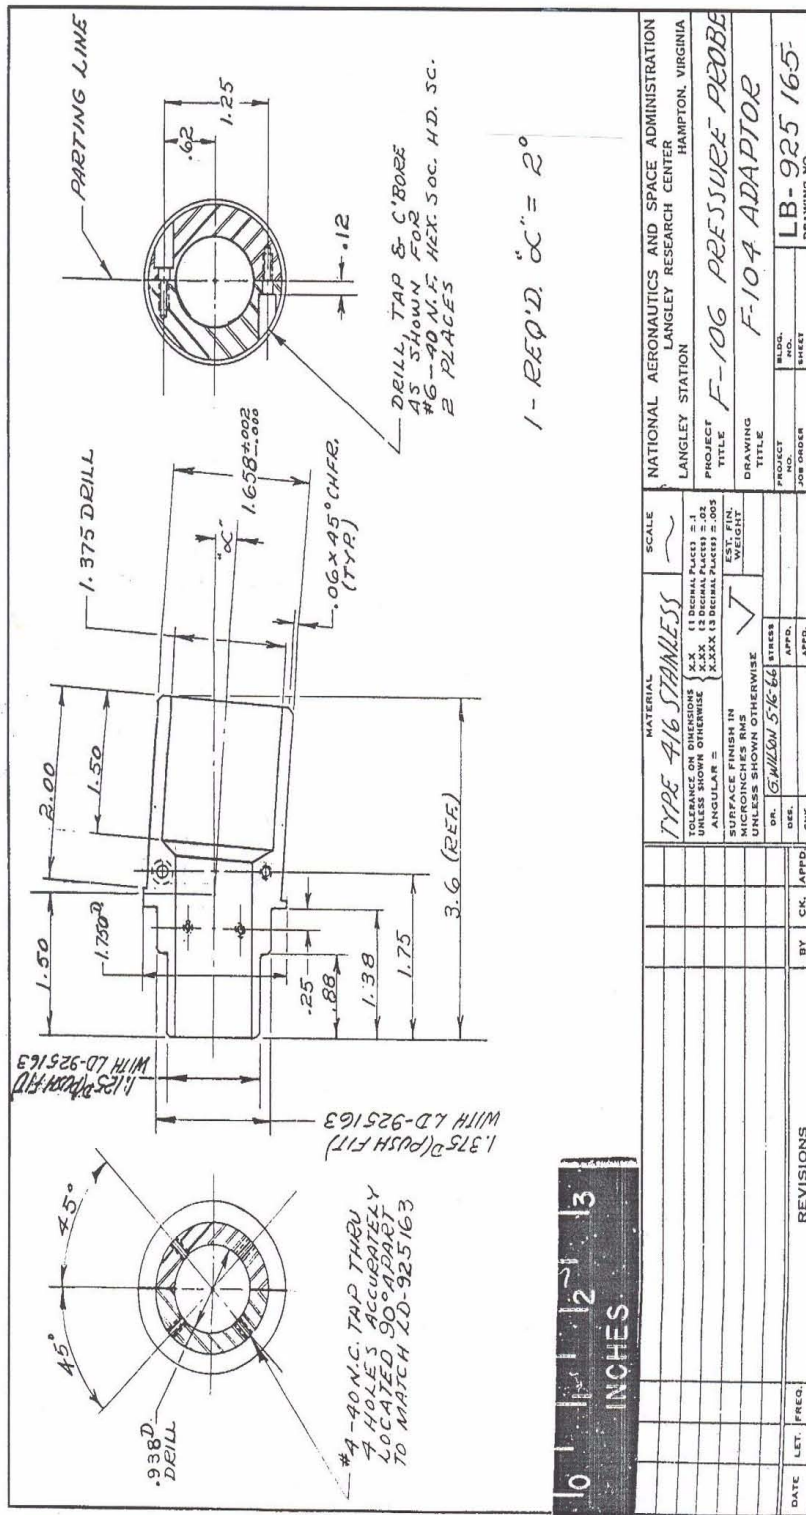 .938D DRILL
45°
45°
#4-40 N.C. TAP THRU
4 HOLES ACCURATELY
LOCATED 90° APART
TO MATCH LD-925163
1.125D (PUSH FIT)
WITH LD-925163
1.375D (PUSH FIT)
WITH LD-925163
1.50
2.00
1.50
1.750D
1.375 DRILL
"α"
1.658 +.002 -.000
.06 x 45° CHFR.
(TYP.)
.25
.88
1.38
1.75
3.6 (REF.)
PARTING LINE
.62
1.25
.12
DRILL, TAP & C'BORE
AS SHOWN FOR
#6-40 N.F. HEX. SOC. HD. SC.
2 PLACES
1 - REQ'D. "α" = 2°
0 1 2 3
INCHES
DATE LET. FREQ. REVISIONS BY CK. APPD.
MATERIAL
TYPE 416 STANLESS
SCALE
TOLERANCE ON DIMENSIONS
UNLESS SHOWN OTHERWISE
X.X (1 DECIMAL PLACE) = .1
X.XX (2 DECIMAL PLACES) = .02
X.XXX (3 DECIMAL PLACES) = .005
ANGULAR =
SURFACE FINISH IN
MICROINCHES RMS
UNLESS SHOWN OTHERWISE
EST. FIN.
WEIGHT
DR. G. WILSON 5-16-66 STRESS
DES. APPD.
APPD.
NATIONAL AERONAUTICS AND SPACE ADMINISTRATION
LANGLEY RESEARCH CENTER
LANGLEY STATION HAMPTON, VIRGINIA
PROJECT TITLE F-106 PRESSURE PROBE
DRAWING TITLE F-104 ADAPTOR
PROJECT NO.
BLDG. NO.
LB-925 165
JOB ORDER
SHEET
DRAWING NO.